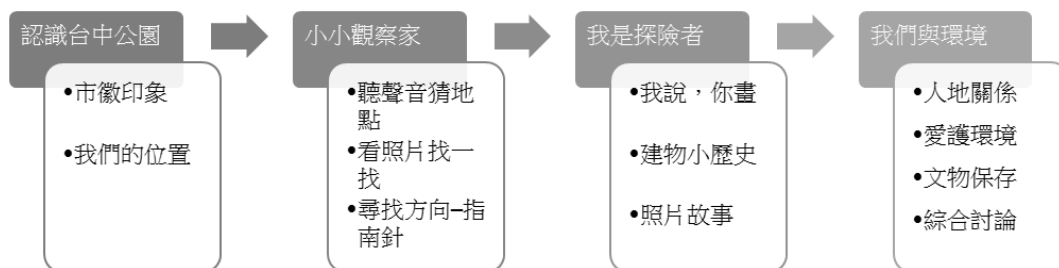 認識台中公園
•市徽印象
•我們的位置
小小觀察家
•聽聲音猜地
點
•看照片找一
找
•尋找方向–指
南針
我是探險者
•我說，你畫
•建物小歷史
•照片故事
我們與環境
•人地關係
•愛護環境
•文物保存
•綜合討論